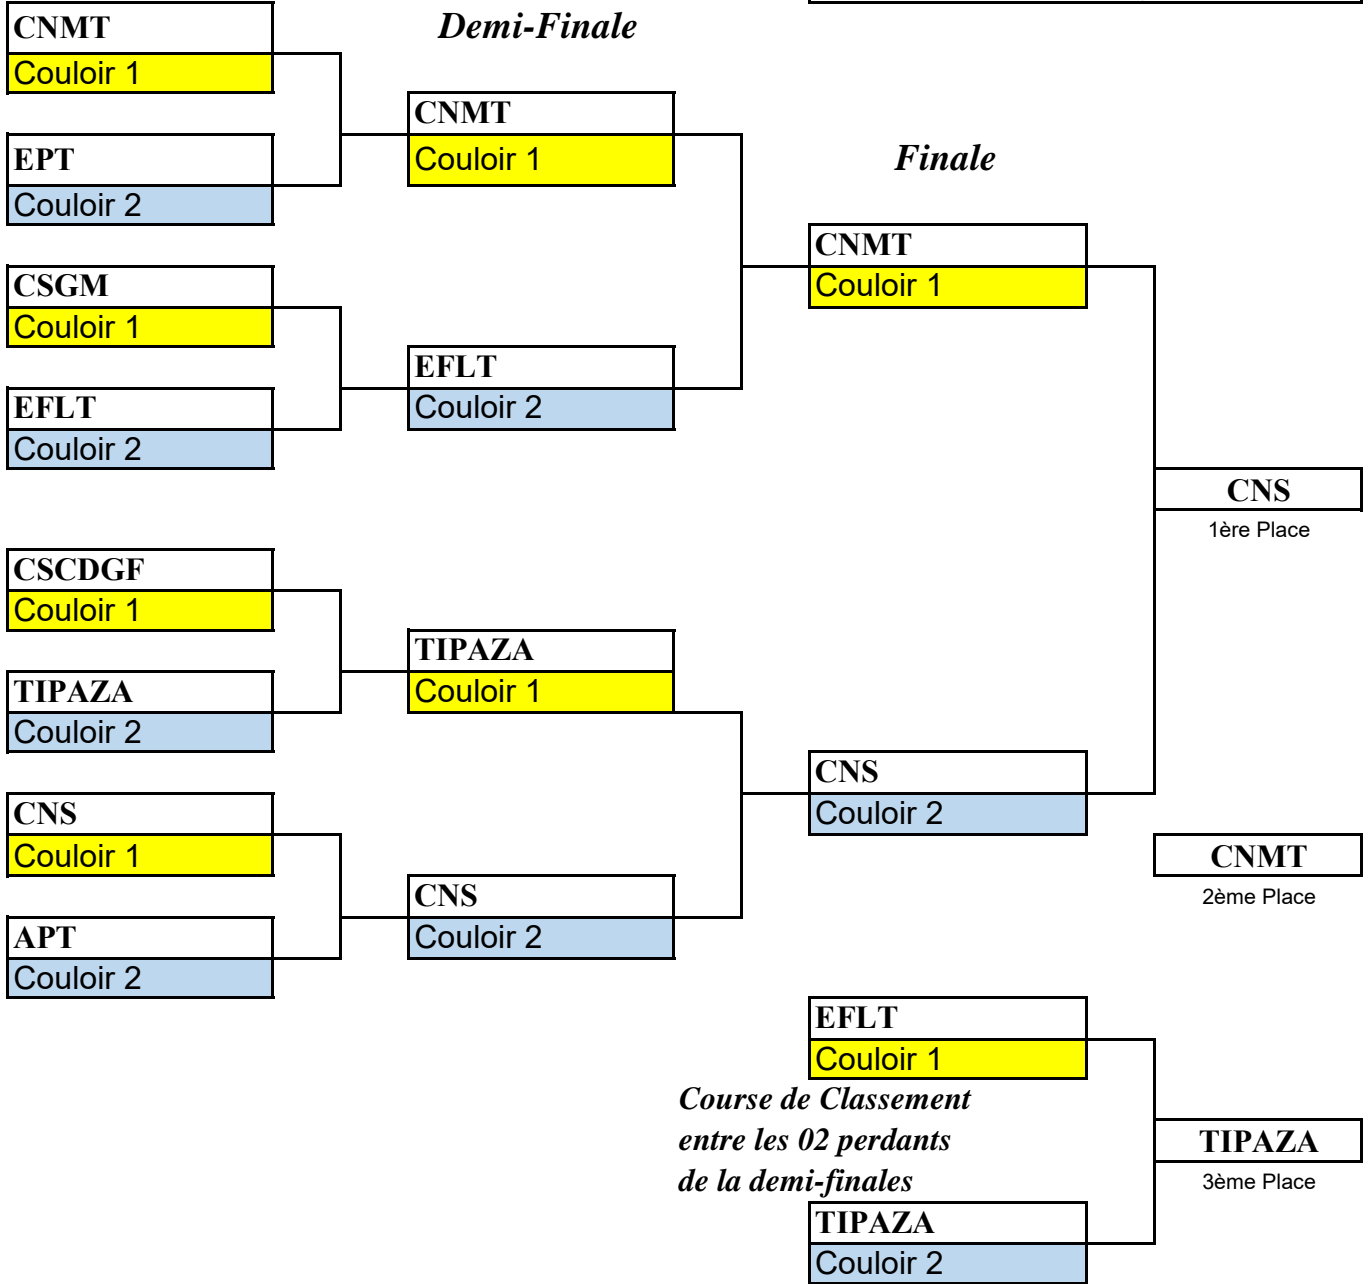 CNMT
Couloir 1
EPT
Couloir 2
CSGM
Couloir 1
EFLT
Couloir 2
CSCDGF
Couloir 1
TIPAZA
Couloir 2
CNS
Couloir 1
APT
Couloir 2
Demi-Finale
CNMT
Couloir 1
EFLT
Couloir 2
TIPAZA
Couloir 1
CNS
Couloir 2
Finale
CNMT
Couloir 1
CNS
Couloir 2
CNS
1ère Place
CNMT
2ème Place
EFLT
Couloir 1
Course de Classement
entre les 02 perdants
de la demi-finales
TIPAZA
Couloir 2
TIPAZA
3ème Place